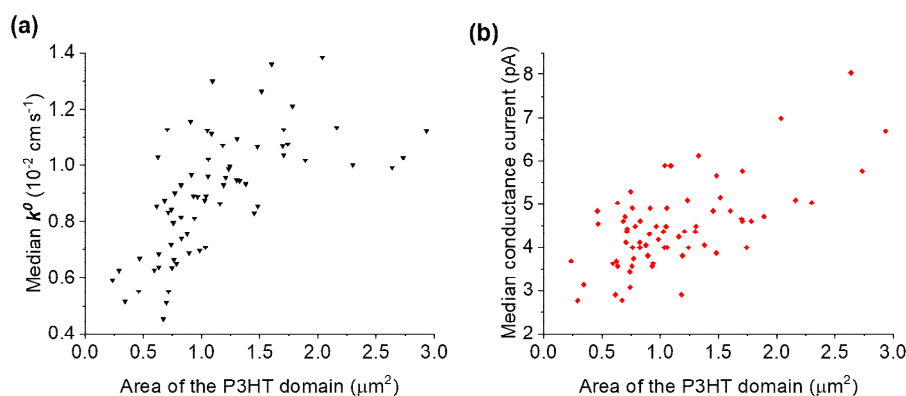 (a)
1.4
1.2
1.0
0.8
0.6
0.4
Median k⁰ (10⁻² cm s⁻¹)
0.0 0.5 1.0 1.5 2.0 2.5 3.0
Area of the P3HT domain (μm²)
(b)
8
7
6
5
4
3
2
Median conductance current (pA)
0.0 0.5 1.0 1.5 2.0 2.5 3.0
Area of the P3HT domain (μm²)